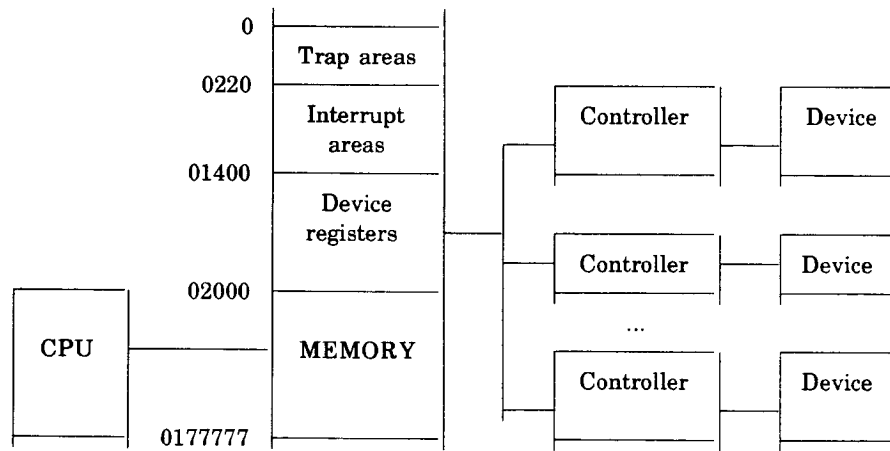 0
Trap areas
0220
Interrupt
areas
01400
Device
registers
02000
MEMORY
0177777
CPU
Controller
Device
Controller
Device
...
Controller
Device